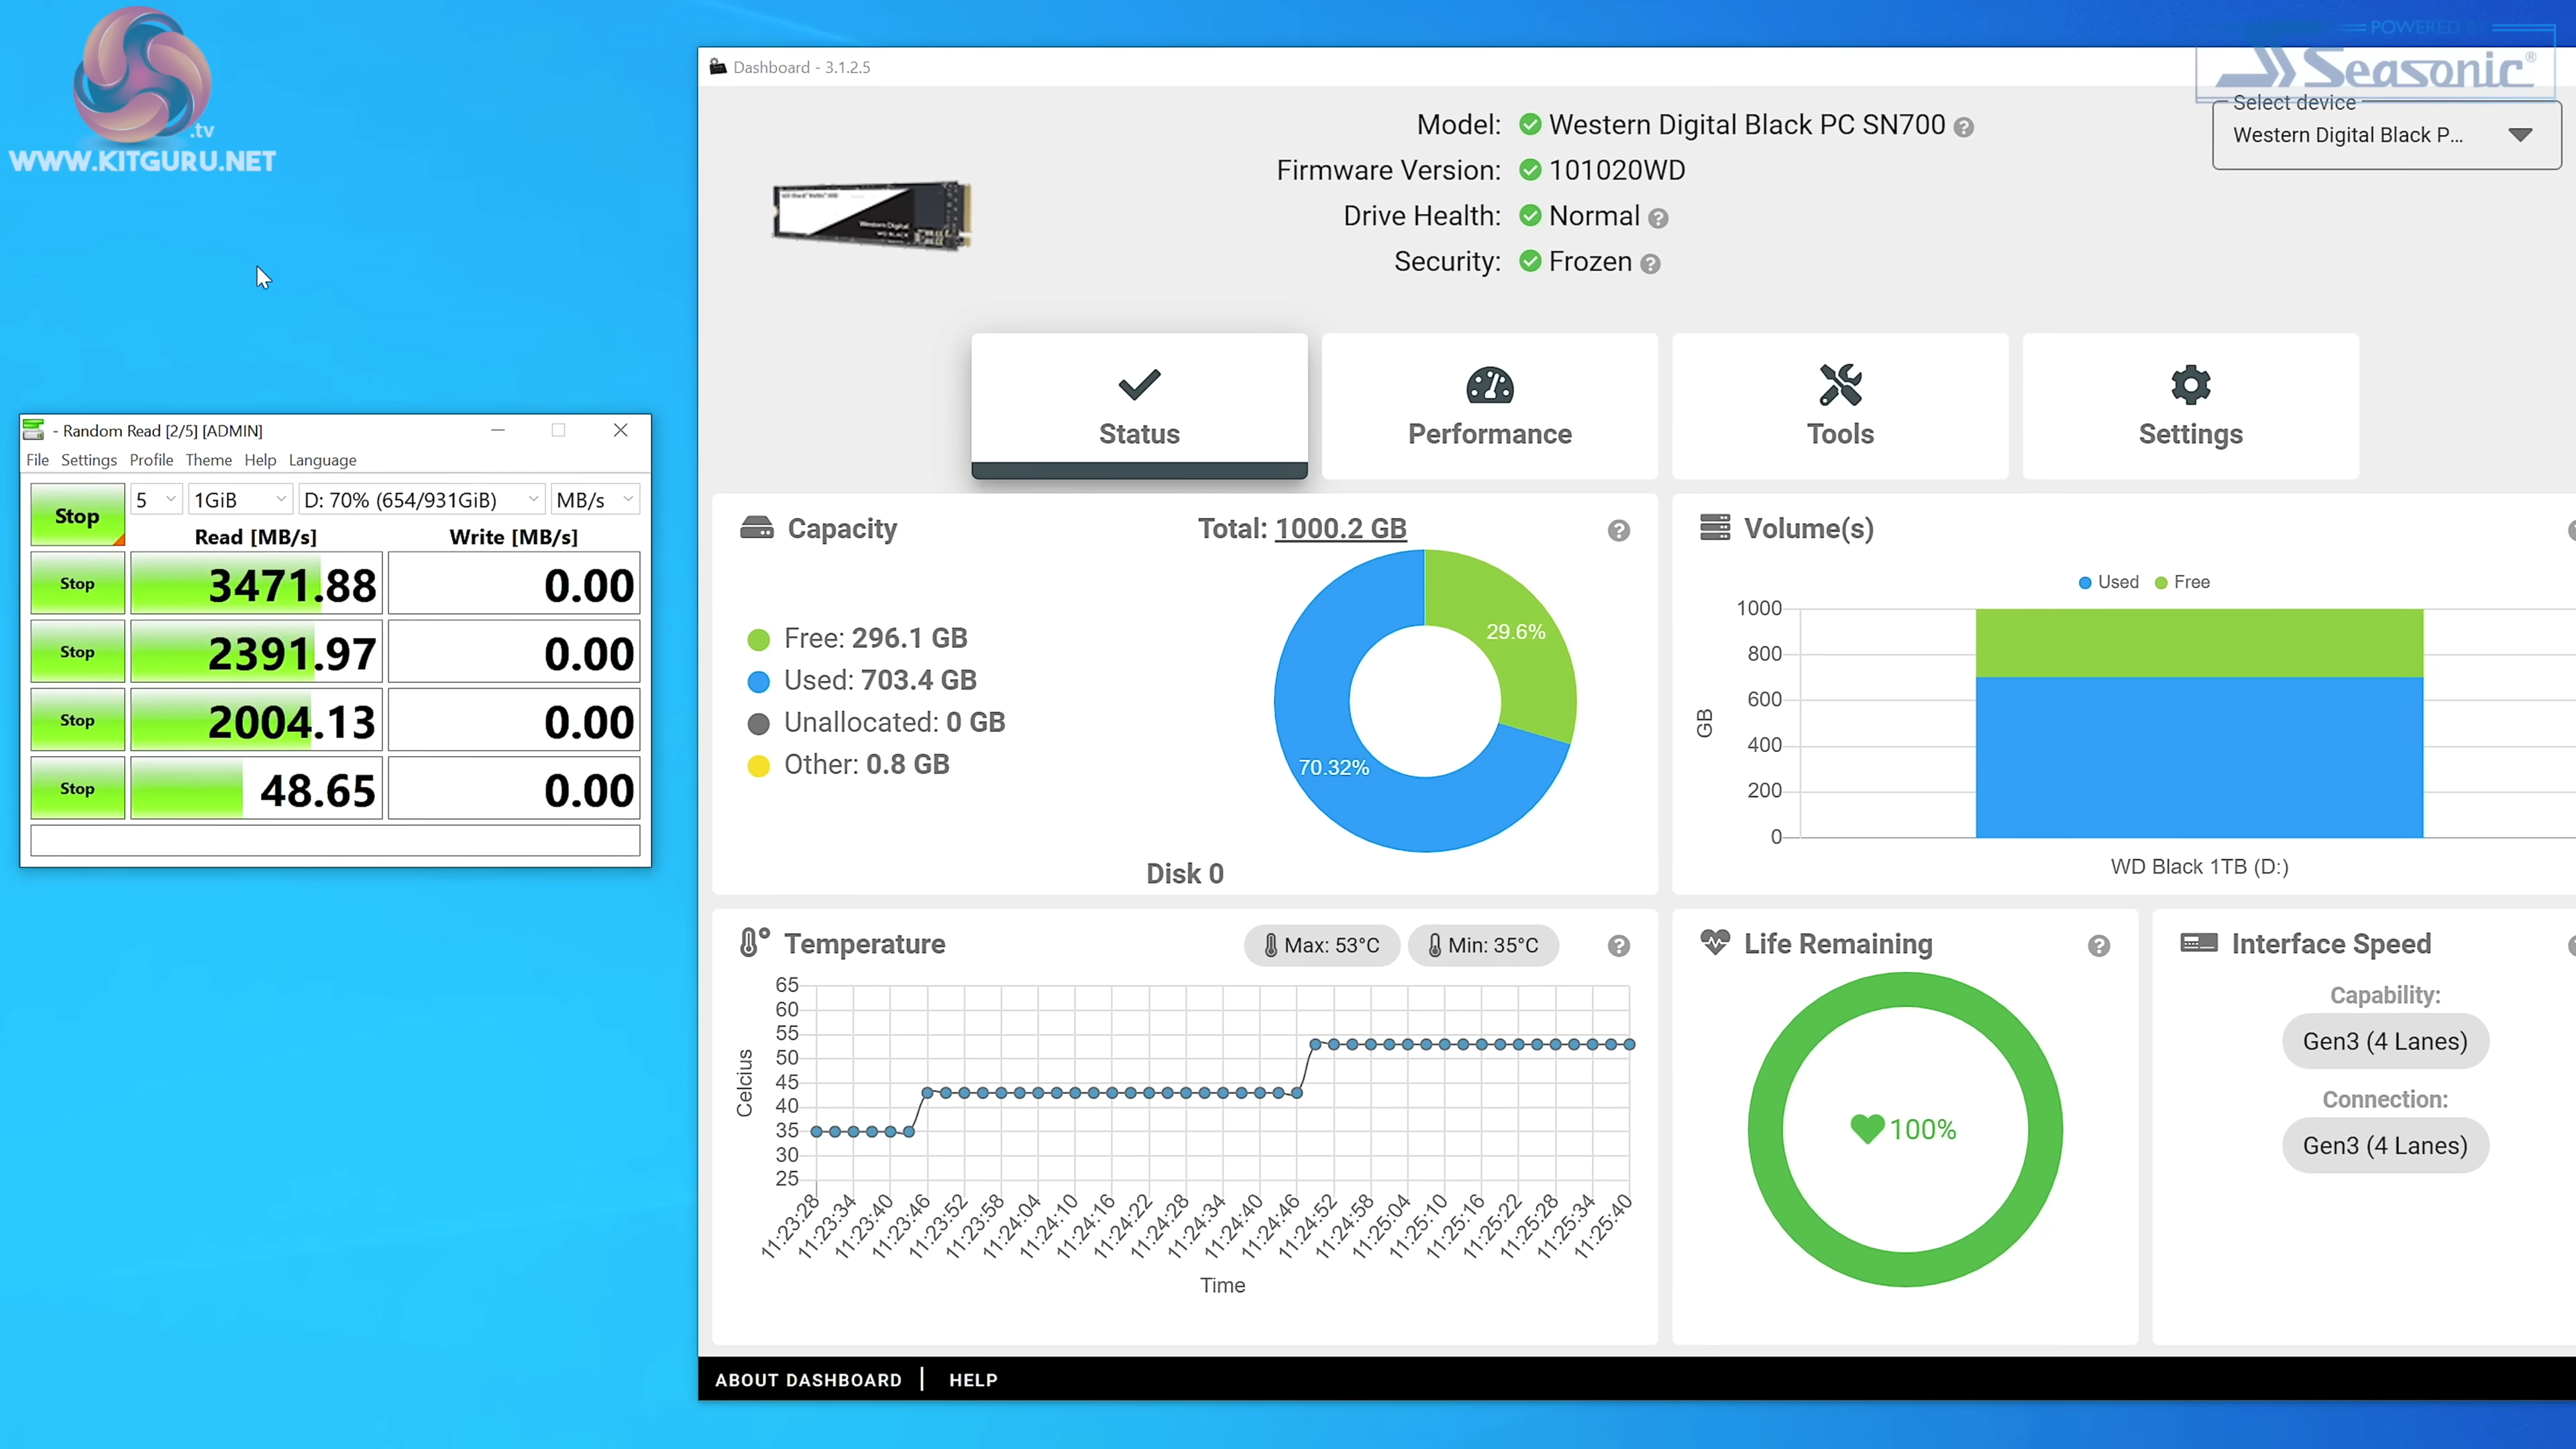 .tv
WWW.KITGURU.NET
POWERED BY
Seasonic®
Dashboard - 3.1.2.5
Select device
Western Digital Black P...
Model: Western Digital Black PC SN700
Firmware Version: 101020WD
Drive Health: Normal
Security: Frozen
Western Digital
WD BLACK
Status
Performance
Tools
Settings
- Random Read [2/5] [ADMIN]
File Settings Profile Theme Help Language
Stop 5 1GiB D: 70% (654/931GiB) MB/s
Read [MB/s] Write [MB/s]
Stop 3471.88 0.00
Stop 2391.97 0.00
Stop 2004.13 0.00
Stop 48.65 0.00
Capacity
Total: 1000.2 GB
Free: 296.1 GB
Used: 703.4 GB
Unallocated: 0 GB
Other: 0.8 GB
29.6%
70.32%
Disk 0
Volume(s)
Used Free
1000
800
600
400
200
0
GB
WD Black 1TB (D:)
Temperature
Max: 53°C
Min: 35°C
65
60
55
50
45
40
35
30
25
Celcius
11:23:28
11:23:34
11:23:40
11:23:46
11:23:52
11:23:58
11:24:04
11:24:10
11:24:16
11:24:22
11:24:28
11:24:34
11:24:40
11:24:46
11:24:52
11:24:58
11:25:04
11:25:10
11:25:16
11:25:22
11:25:28
11:25:34
11:25:40
Time
Life Remaining
100%
Interface Speed
Capability:
Gen3 (4 Lanes)
Connection:
Gen3 (4 Lanes)
ABOUT DASHBOARD | HELP